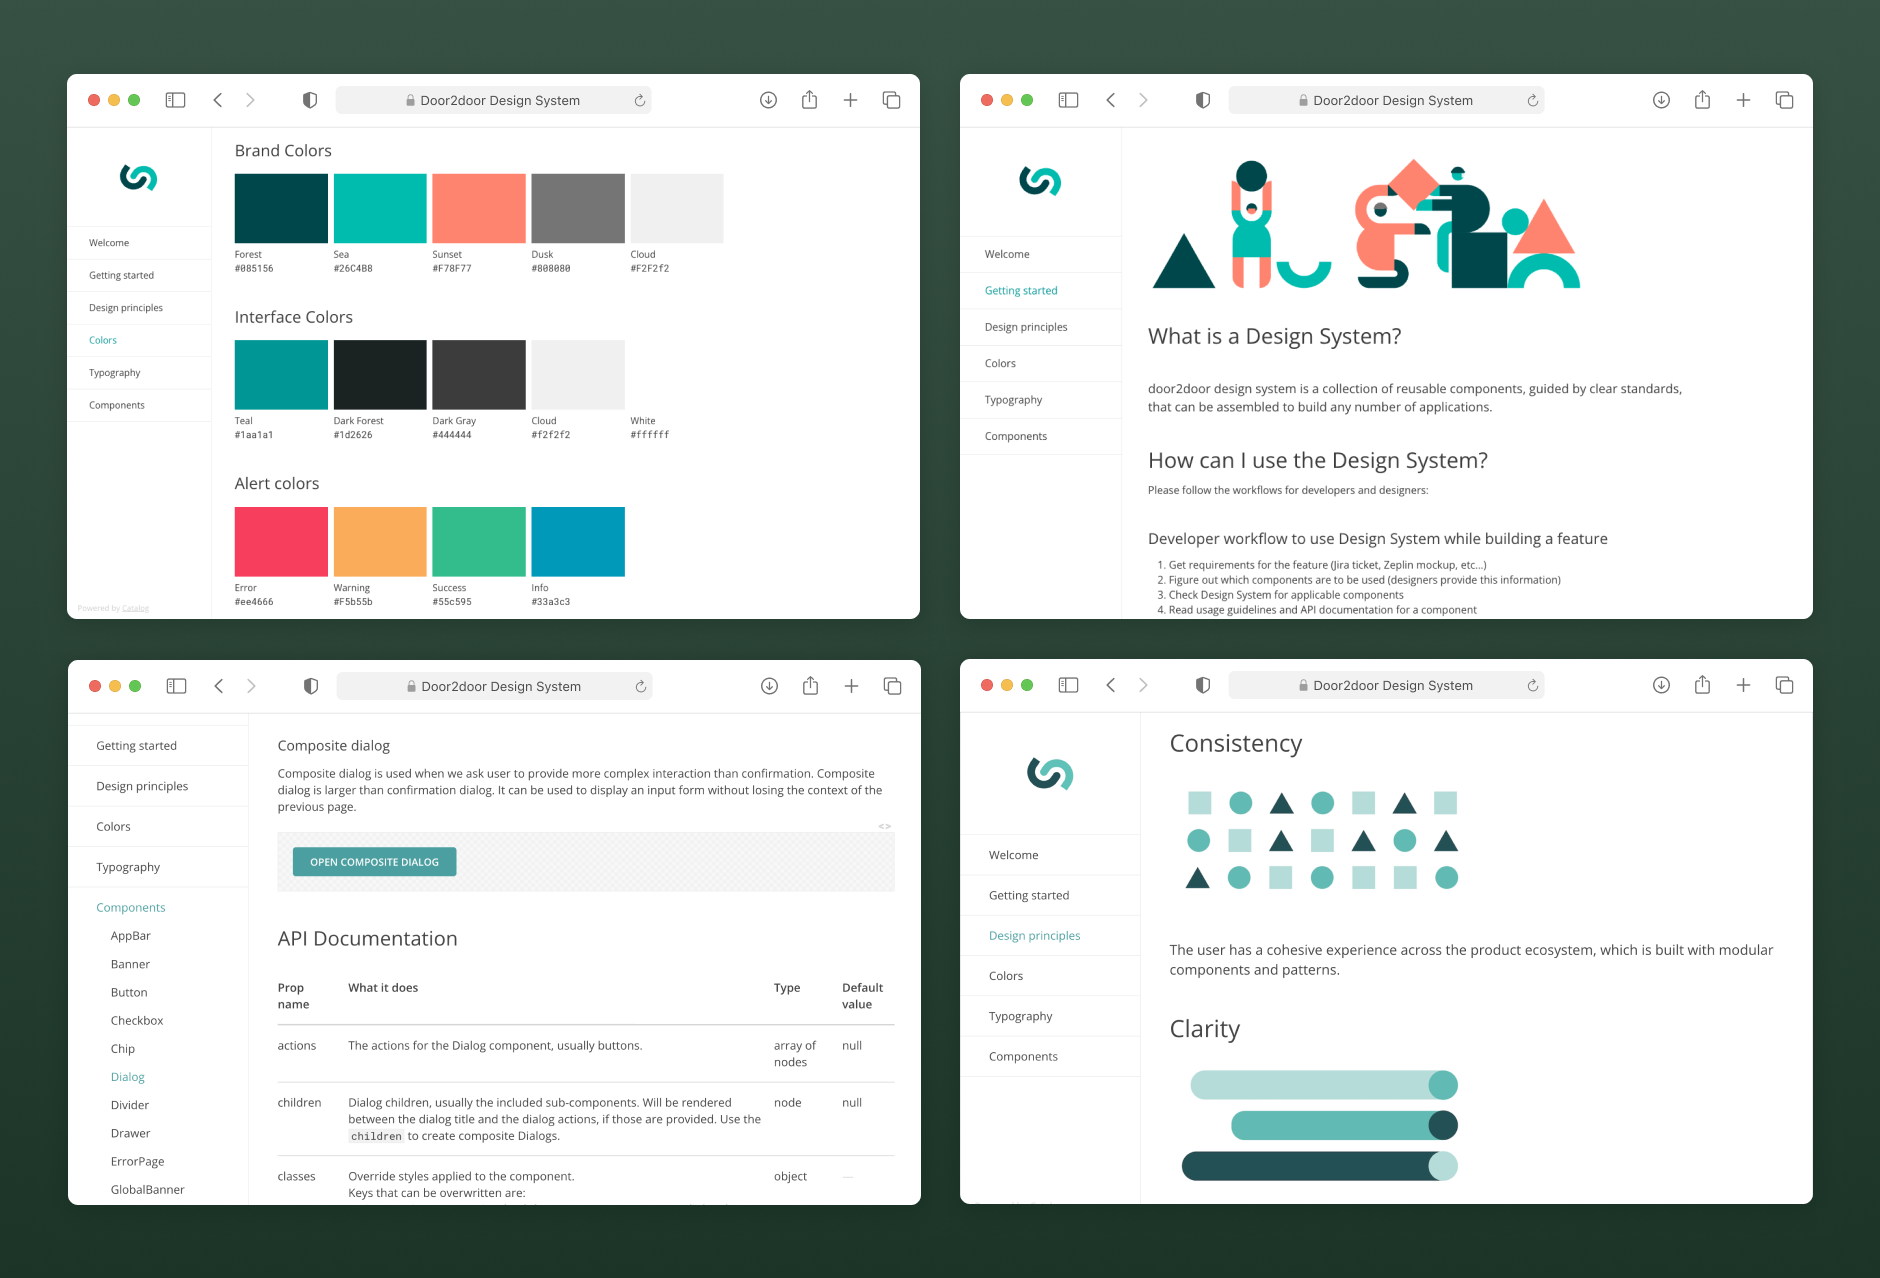 Door2door Design System
Welcome
Getting started
Design principles
Colors
Typography
Components
Powered by Catalog
Brand Colors
Forest
#085156
Sea
#26C4B8
Sunset
#F78F77
Dusk
#808080
Cloud
#F2F2f2
Interface Colors
Teal
#1aa1a1
Dark Forest
#1d2626
Dark Gray
#444444
Cloud
#f2f2f2
White
#ffffff
Alert colors
Error
#ee4666
Warning
#F5b55b
Success
#55c595
Info
#33a3c3
Door2door Design System
Welcome
Getting started
Design principles
Colors
Typography
Components
What is a Design System?
door2door design system is a collection of reusable components, guided by clear standards,
that can be assembled to build any number of applications.
How can I use the Design System?
Please follow the workflows for developers and designers:
Developer workflow to use Design System while building a feature
1. Get requirements for the feature (Jira ticket, Zeplin mockup, etc...)
2. Figure out which components are to be used (designers provide this information)
3. Check Design System for applicable components
4. Read usage guidelines and API documentation for a component
Door2door Design System
Getting started
Design principles
Colors
Typography
Components
AppBar
Banner
Button
Checkbox
Chip
Dialog
Divider
Drawer
ErrorPage
GlobalBanner
Composite dialog
Composite dialog is used when we ask user to provide more complex interaction than confirmation. Composite
dialog is larger than confirmation dialog. It can be used to display an input form without losing the context of the
previous page.
<>
OPEN COMPOSITE DIALOG
API Documentation
Prop name
What it does
Type
Default value
actions
The actions for the Dialog component, usually buttons.
array of nodes
null
children
Dialog children, usually the included sub-components. Will be rendered
between the dialog title and the dialog actions, if those are provided. Use the
children to create composite Dialogs.
node
null
classes
Override styles applied to the component.
Keys that can be overwritten are:
object
—
Door2door Design System
Welcome
Getting started
Design principles
Colors
Typography
Components
Consistency
The user has a cohesive experience across the product ecosystem, which is built with modular
components and patterns.
Clarity